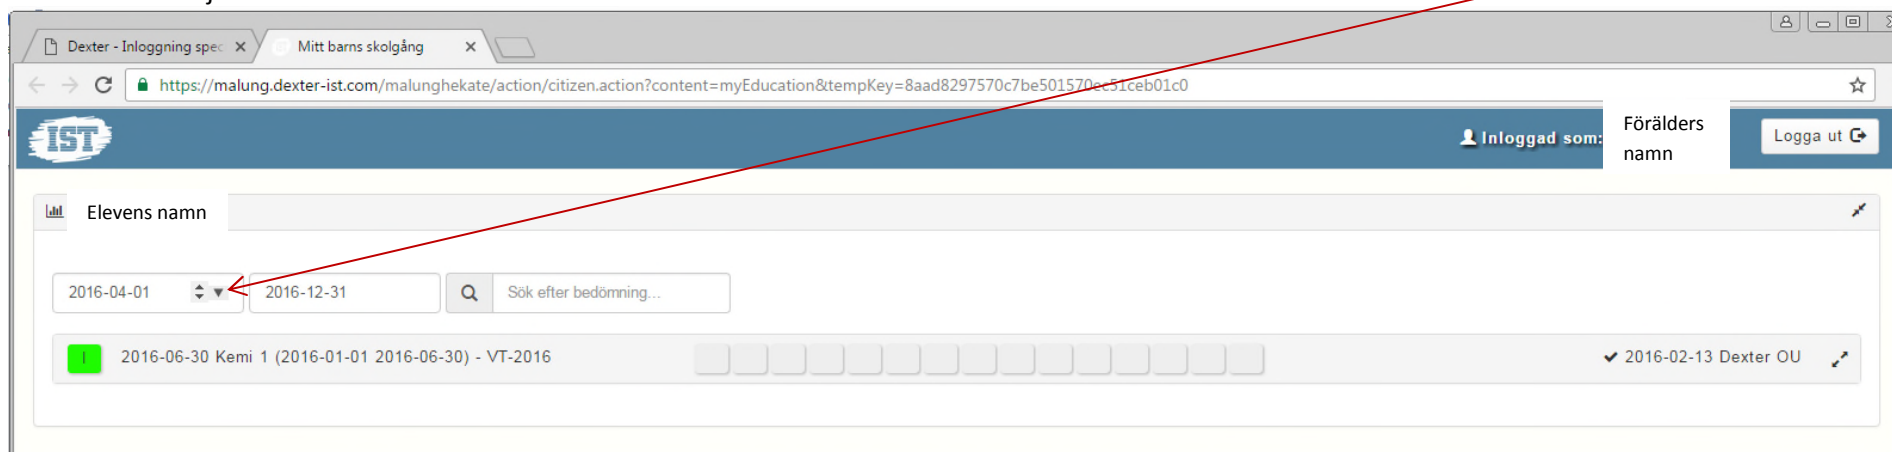 Dexter - Inloggning spec
Mitt barns skolgång
https://malung.dexter-ist.com/malunghekate/action/citizen.action?content=myEducation&tempKey=8aad8297570c7be501570ec51ceb01c0
IST
Inloggad som:
Förälders
namn
Logga ut
Elevens namn
2016-04-01
2016-12-31
Sök efter bedömning...
I
2016-06-30 Kemi 1 (2016-01-01 2016-06-30) - VT-2016
2016-02-13 Dexter OU